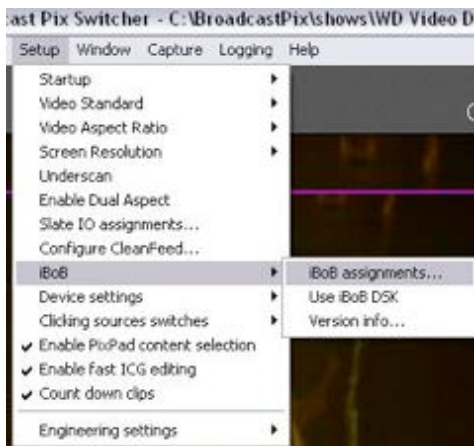 ast Pix Switcher - C:\BroadcastPix\shows\WD Video D
Setup Window Capture Logging Help
Startup
Video Standard
Video Aspect Ratio
Screen Resolution
Underscan
Enable Dual Aspect
Slate IO assignments...
Configure CleanFeed...
iBoB
iBoB assignments...
Device settings
Use iBoB DSK
Clicking sources switches
Version info...
Enable PixPad content selection
Enable fast ICG editing
Count down clips
Engineering settings